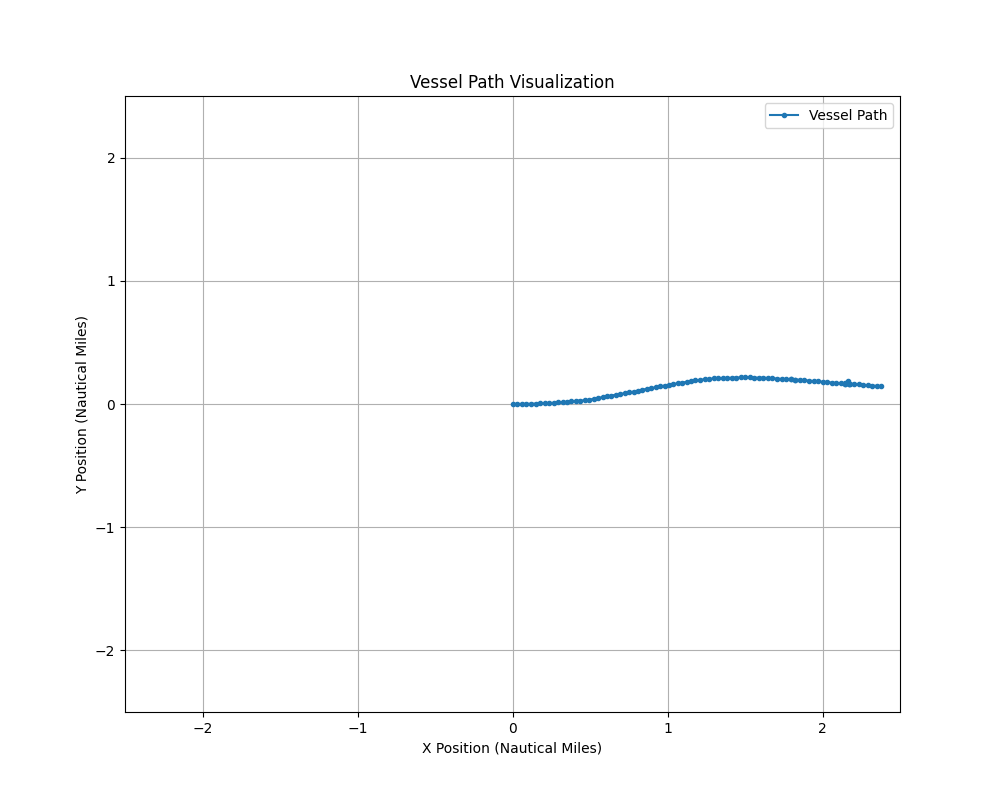 Vessel Path Visualization
Vessel Path
2
1
0
−1
−2
Y Position (Nautical Miles)
−2
−1
0
1
2
X Position (Nautical Miles)